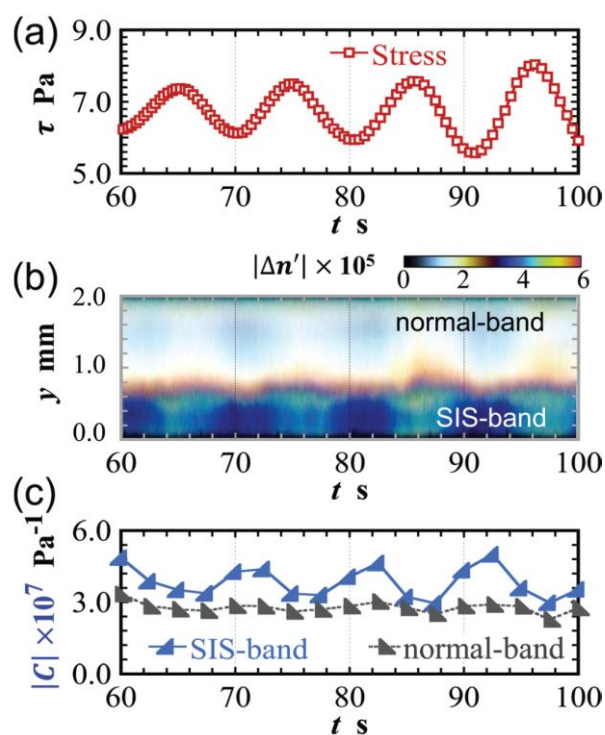 (a)
9.0
7.0
5.0
τ Pa
Stress
60 70 80 90 100
t s
(b)
|Δn′| × 10⁵
0 2 4 6
2.0
1.0
0.0
y mm
normal-band
SIS-band
60 70 80 90 100
t s
(c)
6.0
3.0
0.0
|C| ×10⁷ Pa⁻¹
SIS-band normal-band
60 70 80 90 100
t s